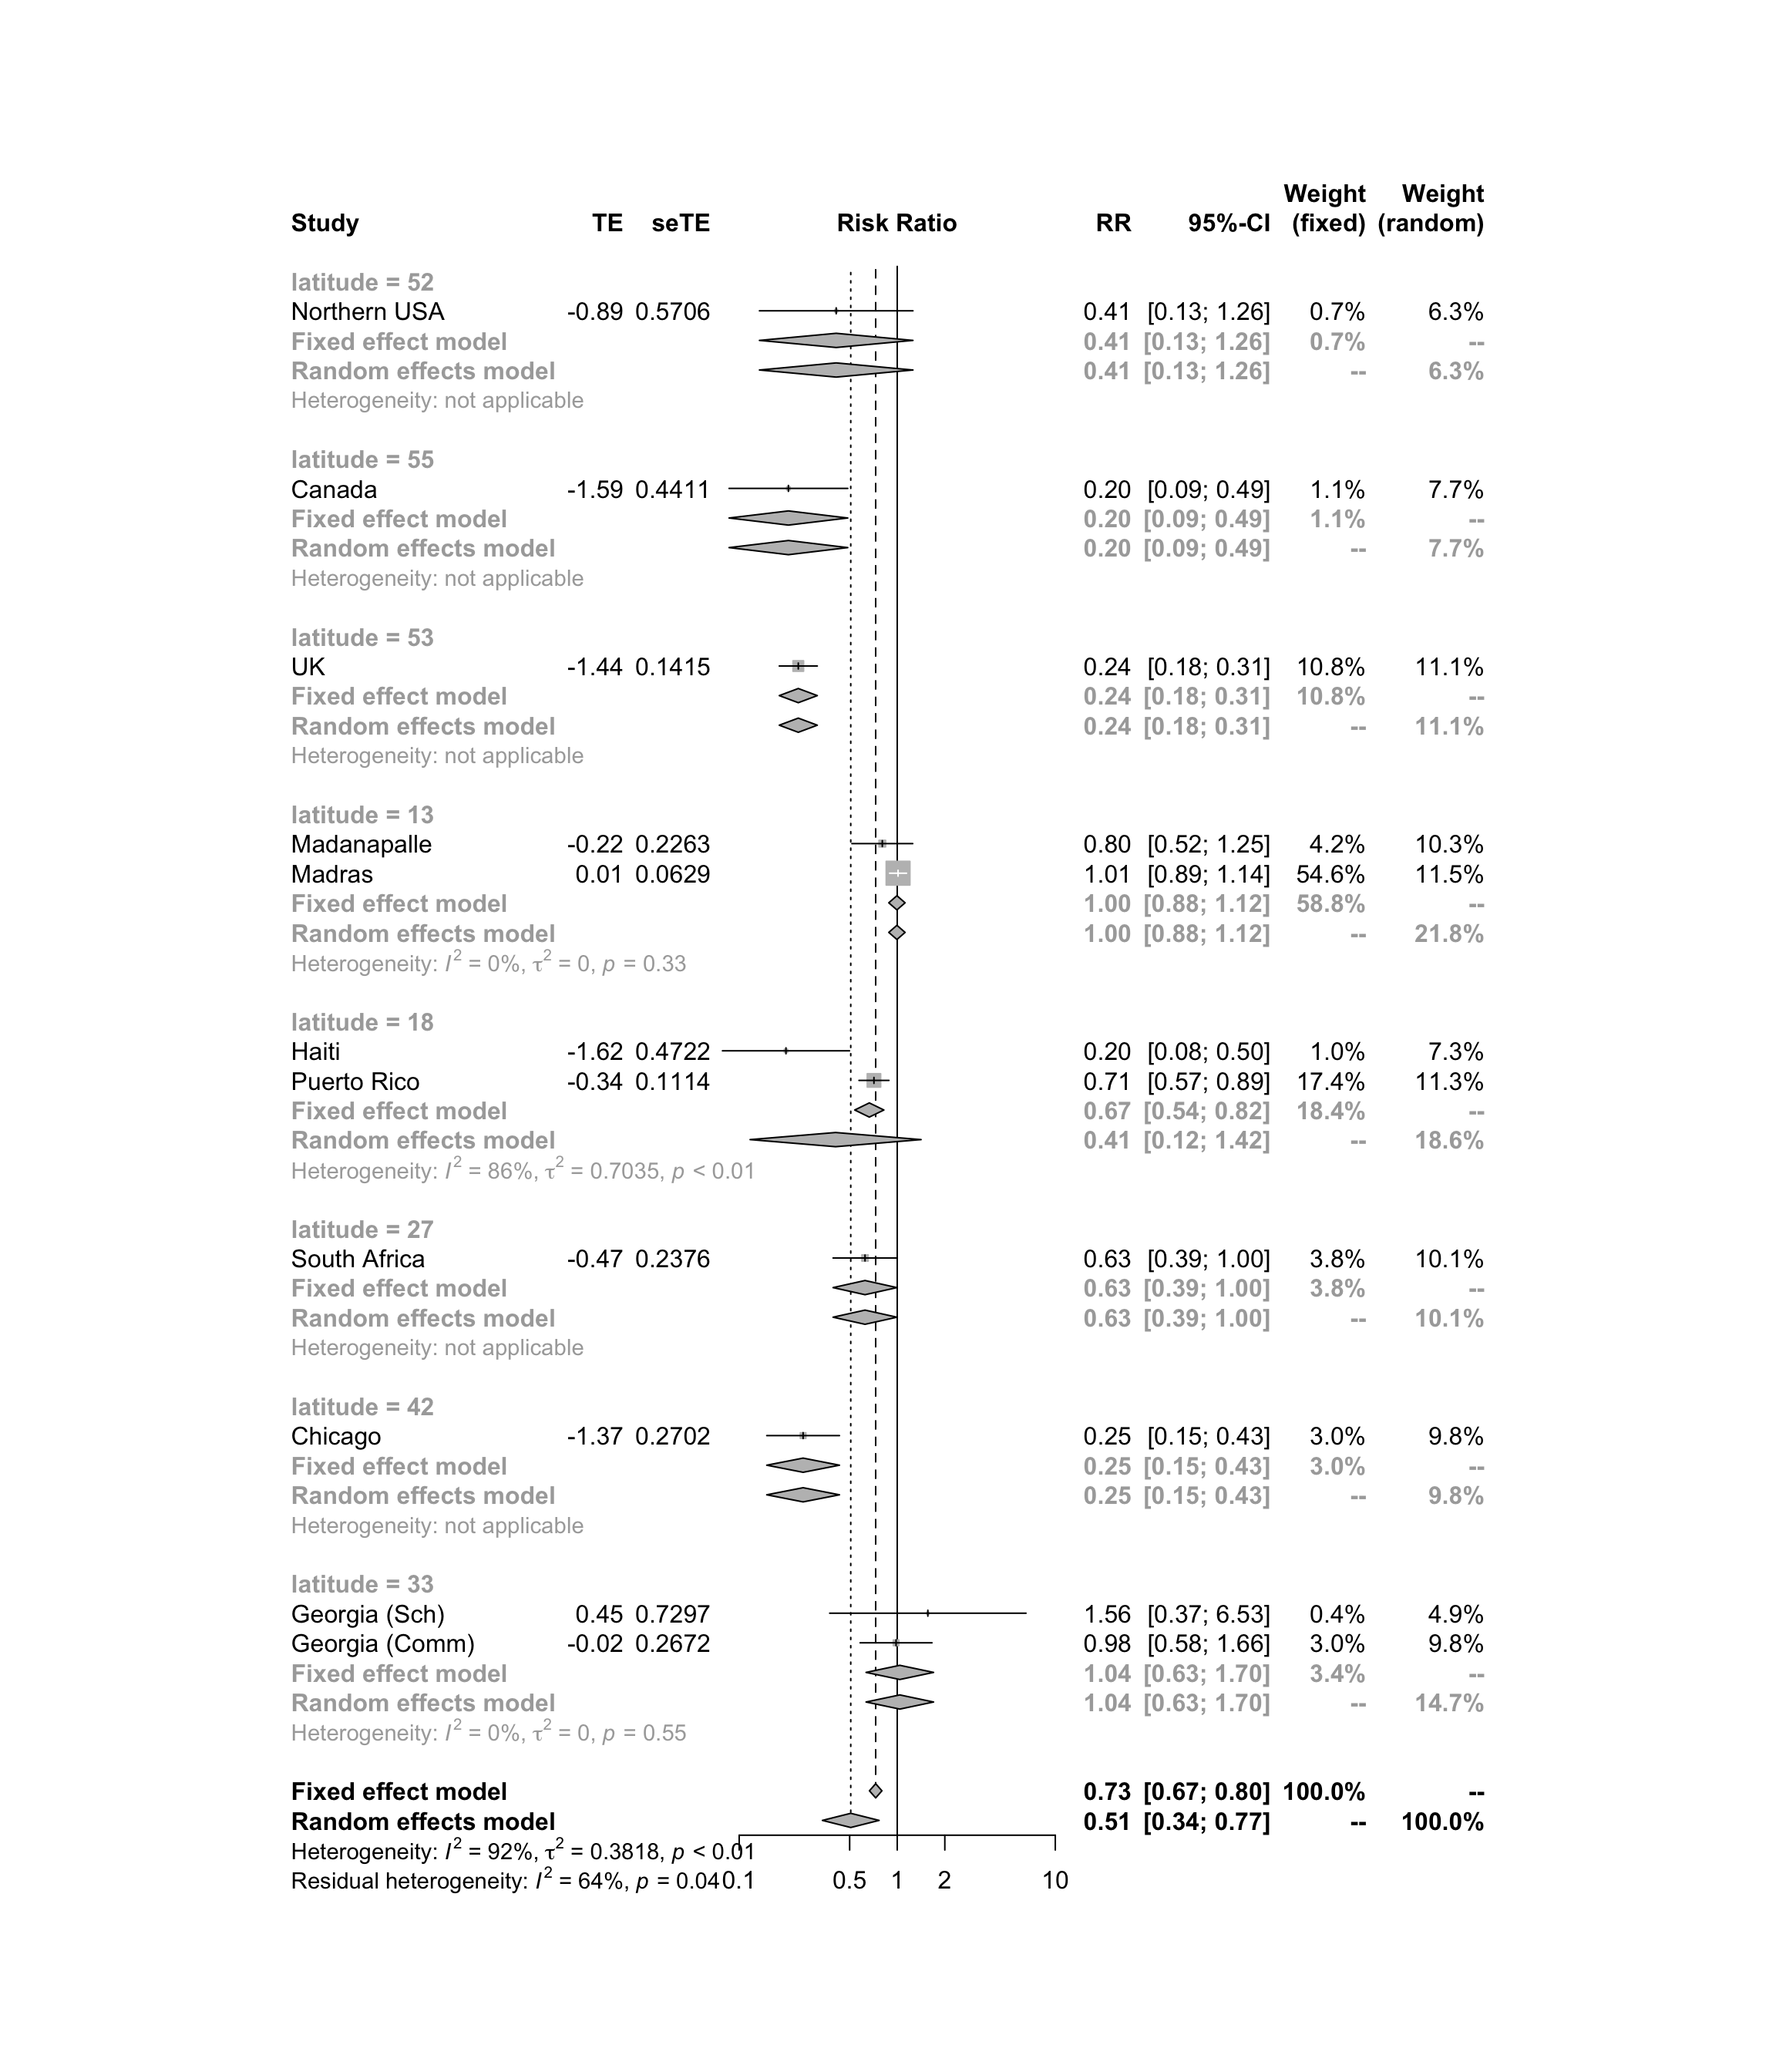 Weight Weight
Study TE seTE Risk Ratio RR 95%-CI (fixed) (random)
latitude = 52
Northern USA -0.89 0.5706 0.41 [0.13; 1.26] 0.7% 6.3%
Fixed effect model 0.41 [0.13; 1.26] 0.7% --
Random effects model 0.41 [0.13; 1.26] -- 6.3%
Heterogeneity: not applicable
latitude = 55
Canada -1.59 0.4411 0.20 [0.09; 0.49] 1.1% 7.7%
Fixed effect model 0.20 [0.09; 0.49] 1.1% --
Random effects model 0.20 [0.09; 0.49] -- 7.7%
Heterogeneity: not applicable
latitude = 53
UK -1.44 0.1415 0.24 [0.18; 0.31] 10.8% 11.1%
Fixed effect model 0.24 [0.18; 0.31] 10.8% --
Random effects model 0.24 [0.18; 0.31] -- 11.1%
Heterogeneity: not applicable
latitude = 13
Madanapalle -0.22 0.2263 0.80 [0.52; 1.25] 4.2% 10.3%
Madras 0.01 0.0629 1.01 [0.89; 1.14] 54.6% 11.5%
Fixed effect model 1.00 [0.88; 1.12] 58.8% --
Random effects model 1.00 [0.88; 1.12] -- 21.8%
Heterogeneity: I² = 0%, τ² = 0, p = 0.33
latitude = 18
Haiti -1.62 0.4722 0.20 [0.08; 0.50] 1.0% 7.3%
Puerto Rico -0.34 0.1114 0.71 [0.57; 0.89] 17.4% 11.3%
Fixed effect model 0.67 [0.54; 0.82] 18.4% --
Random effects model 0.41 [0.12; 1.42] -- 18.6%
Heterogeneity: I² = 86%, τ² = 0.7035, p < 0.01
latitude = 27
South Africa -0.47 0.2376 0.63 [0.39; 1.00] 3.8% 10.1%
Fixed effect model 0.63 [0.39; 1.00] 3.8% --
Random effects model 0.63 [0.39; 1.00] -- 10.1%
Heterogeneity: not applicable
latitude = 42
Chicago -1.37 0.2702 0.25 [0.15; 0.43] 3.0% 9.8%
Fixed effect model 0.25 [0.15; 0.43] 3.0% --
Random effects model 0.25 [0.15; 0.43] -- 9.8%
Heterogeneity: not applicable
latitude = 33
Georgia (Sch) 0.45 0.7297 1.56 [0.37; 6.53] 0.4% 4.9%
Georgia (Comm) -0.02 0.2672 0.98 [0.58; 1.66] 3.0% 9.8%
Fixed effect model 1.04 [0.63; 1.70] 3.4% --
Random effects model 1.04 [0.63; 1.70] -- 14.7%
Heterogeneity: I² = 0%, τ² = 0, p = 0.55
Fixed effect model 0.73 [0.67; 0.80] 100.0% --
Random effects model 0.51 [0.34; 0.77] -- 100.0%
Heterogeneity: I² = 92%, τ² = 0.3818, p < 0.01
Residual heterogeneity: I² = 64%, p = 0.04 0.1 0.5 1 2 10